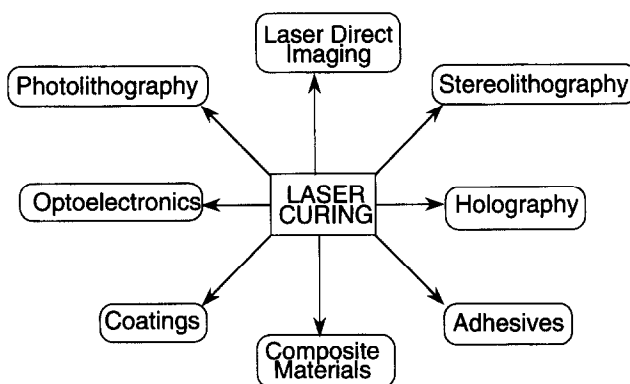 Laser Direct
Imaging
Photolithography
Stereolithography
Optoelectronics
LASER
CURING
Holography
Coatings
Adhesives
Composite
Materials